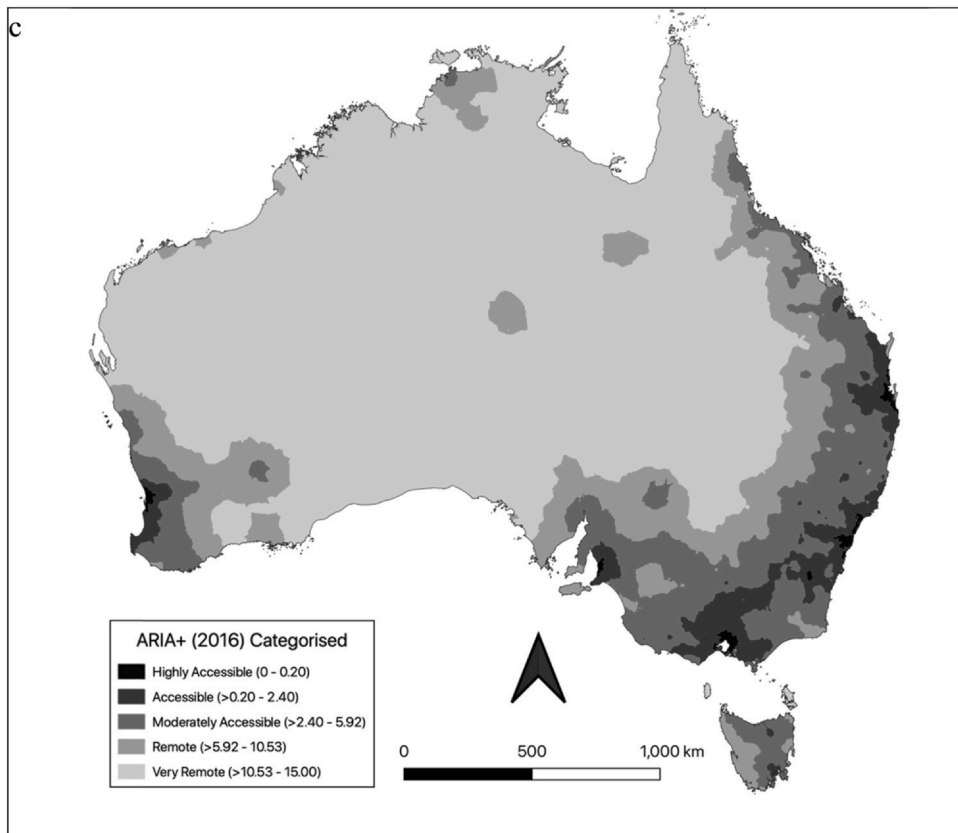 c
ARIA+ (2016) Categorised
Highly Accessible (0 - 0.20)
Accessible (>0.20 - 2.40)
Moderately Accessible (>2.40 - 5.92)
Remote (>5.92 - 10.53)
Very Remote (>10.53 - 15.00)
0 500 1,000 km